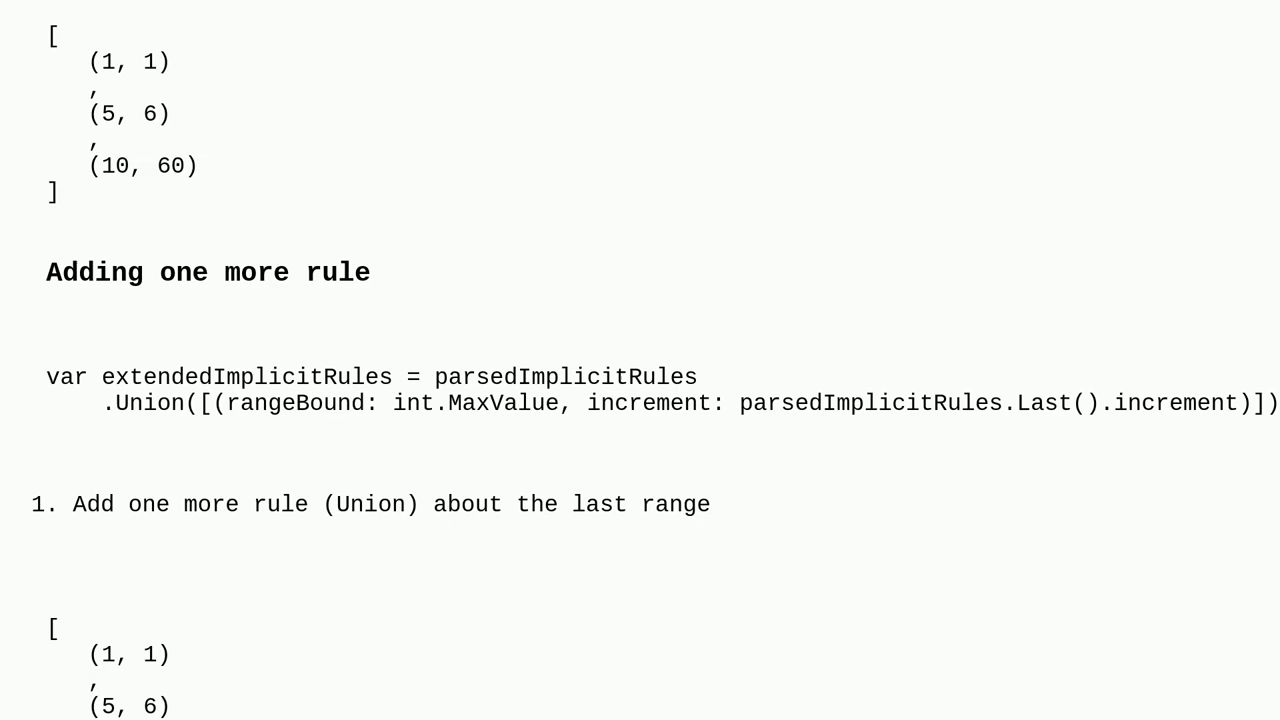 [
(1, 1)
,
(5, 6)
,
(10, 60)
]
Adding one more rule
var extendedImplicitRules = parsedImplicitRules
.Union([(rangeBound: int.MaxValue, increment: parsedImplicitRules.Last().increment)])
1. Add one more rule (Union) about the last range
[
(1, 1)
,
(5, 6)